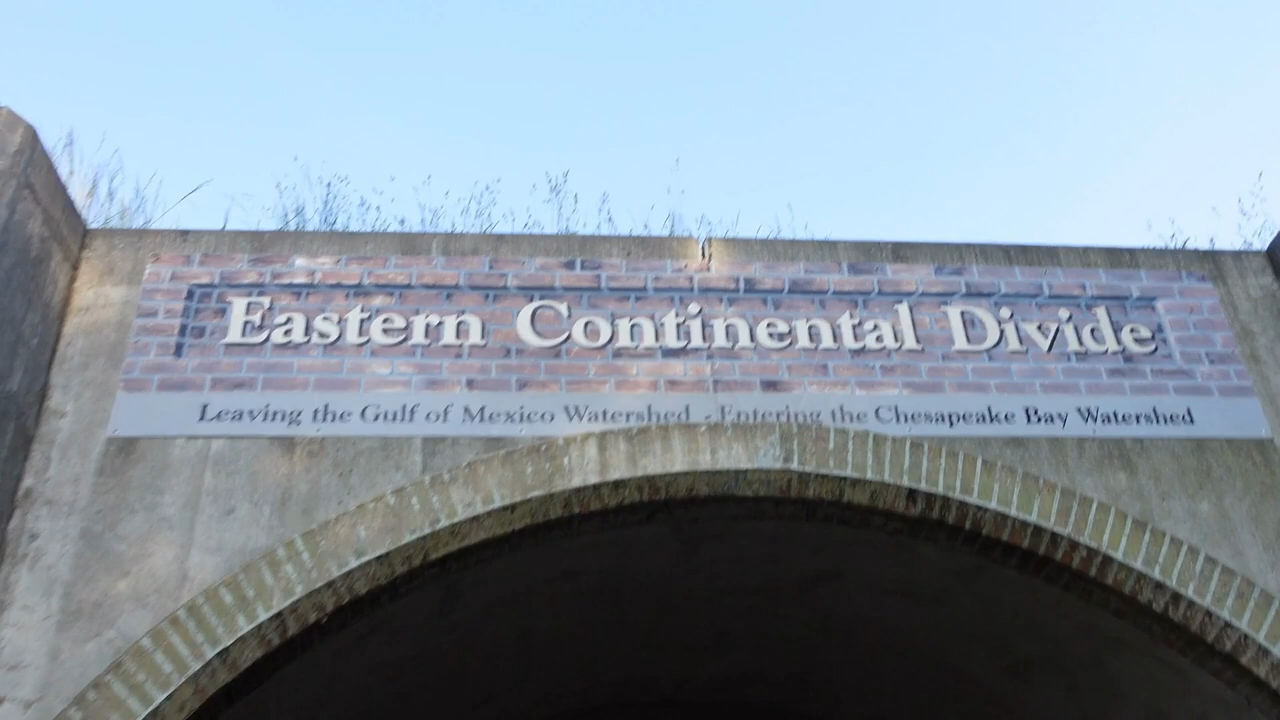 Eastern Continental Divide
Leaving the Gulf of Mexico Watershed - Entering the Chesapeake Bay Watershed